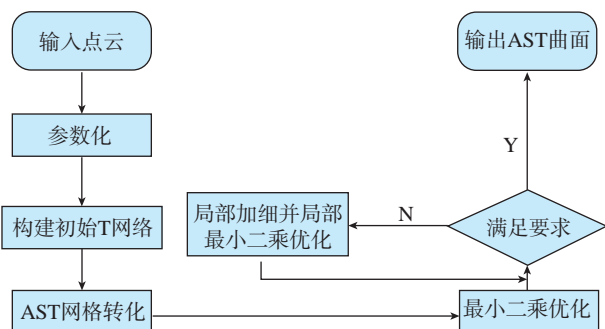 输入点云
参数化
构建初始T网络
AST网格转化
最小二乘优化
满足要求
N
局部加细并局部
最小二乘优化
Y
输出AST曲面